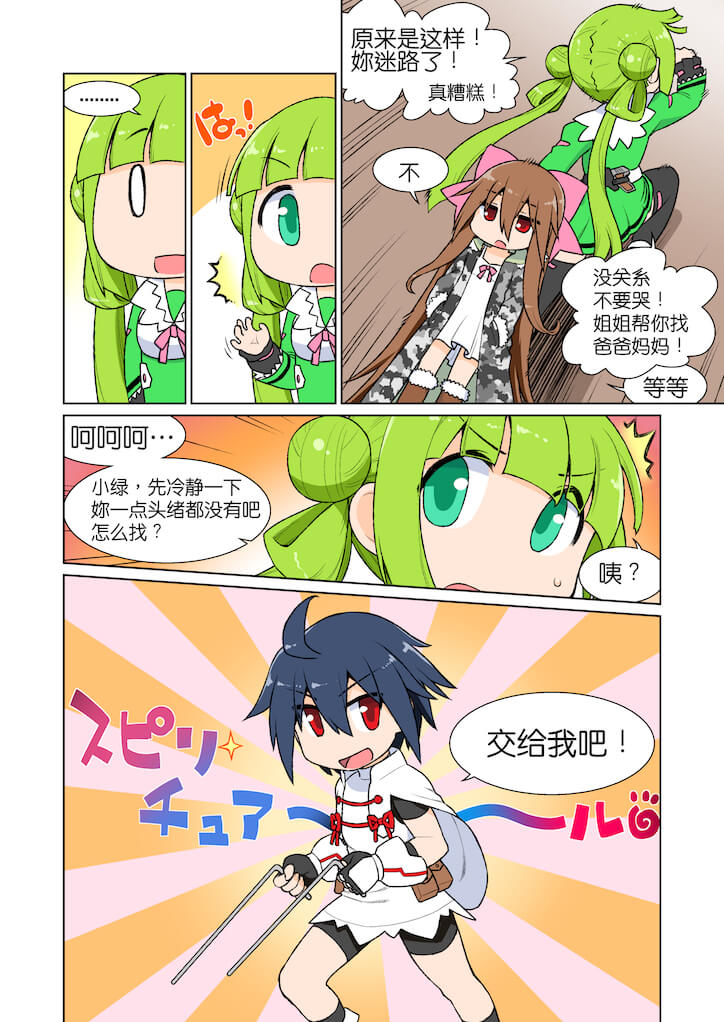 原来是这样！
妳迷路了！
真糟糕！
不
没关系
不要哭！
姐姐帮你找
爸爸妈妈！
等等
はっ！
………
呵呵呵…
小绿，先冷静一下
妳一点头绪都没有吧
怎么找？
咦？
交给我吧！
スピリ
チュア～～ル